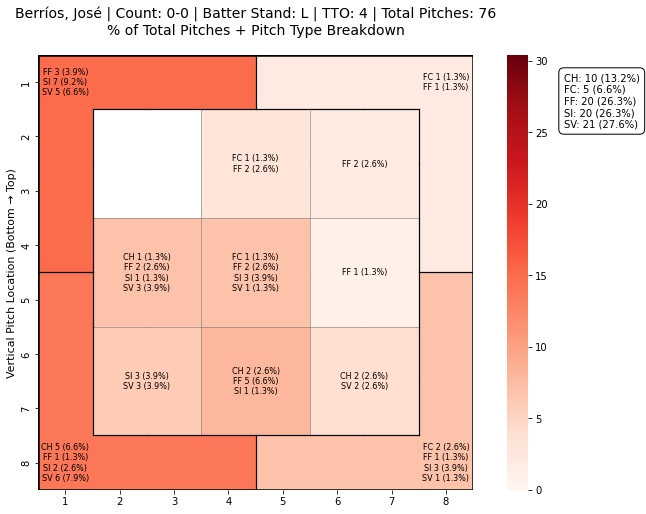 Berríos, José | Count: 0-0 | Batter Stand: L | TTO: 4 | Total Pitches: 76
% of Total Pitches + Pitch Type Breakdown
FF 3 (3.9%)
SI 7 (9.2%)
SV 5 (6.6%)
FC 1 (1.3%)
FF 1 (1.3%)
FC 1 (1.3%)
FF 2 (2.6%)
FF 2 (2.6%)
CH 1 (1.3%)
FF 2 (2.6%)
SI 1 (1.3%)
SV 3 (3.9%)
FC 1 (1.3%)
FF 2 (2.6%)
SI 3 (3.9%)
SV 1 (1.3%)
FF 1 (1.3%)
SI 3 (3.9%)
SV 3 (3.9%)
CH 2 (2.6%)
FF 5 (6.6%)
SI 1 (1.3%)
CH 2 (2.6%)
SV 2 (2.6%)
CH 5 (6.6%)
FF 1 (1.3%)
SI 2 (2.6%)
SV 6 (7.9%)
FC 2 (2.6%)
FF 1 (1.3%)
SI 3 (3.9%)
SV 1 (1.3%)
Vertical Pitch Location (Bottom → Top)
1
2
3
4
5
6
7
8
1
2
3
4
5
6
7
8
30
25
20
15
10
5
0
CH: 10 (13.2%)
FC: 5 (6.6%)
FF: 20 (26.3%)
SI: 20 (26.3%)
SV: 21 (27.6%)